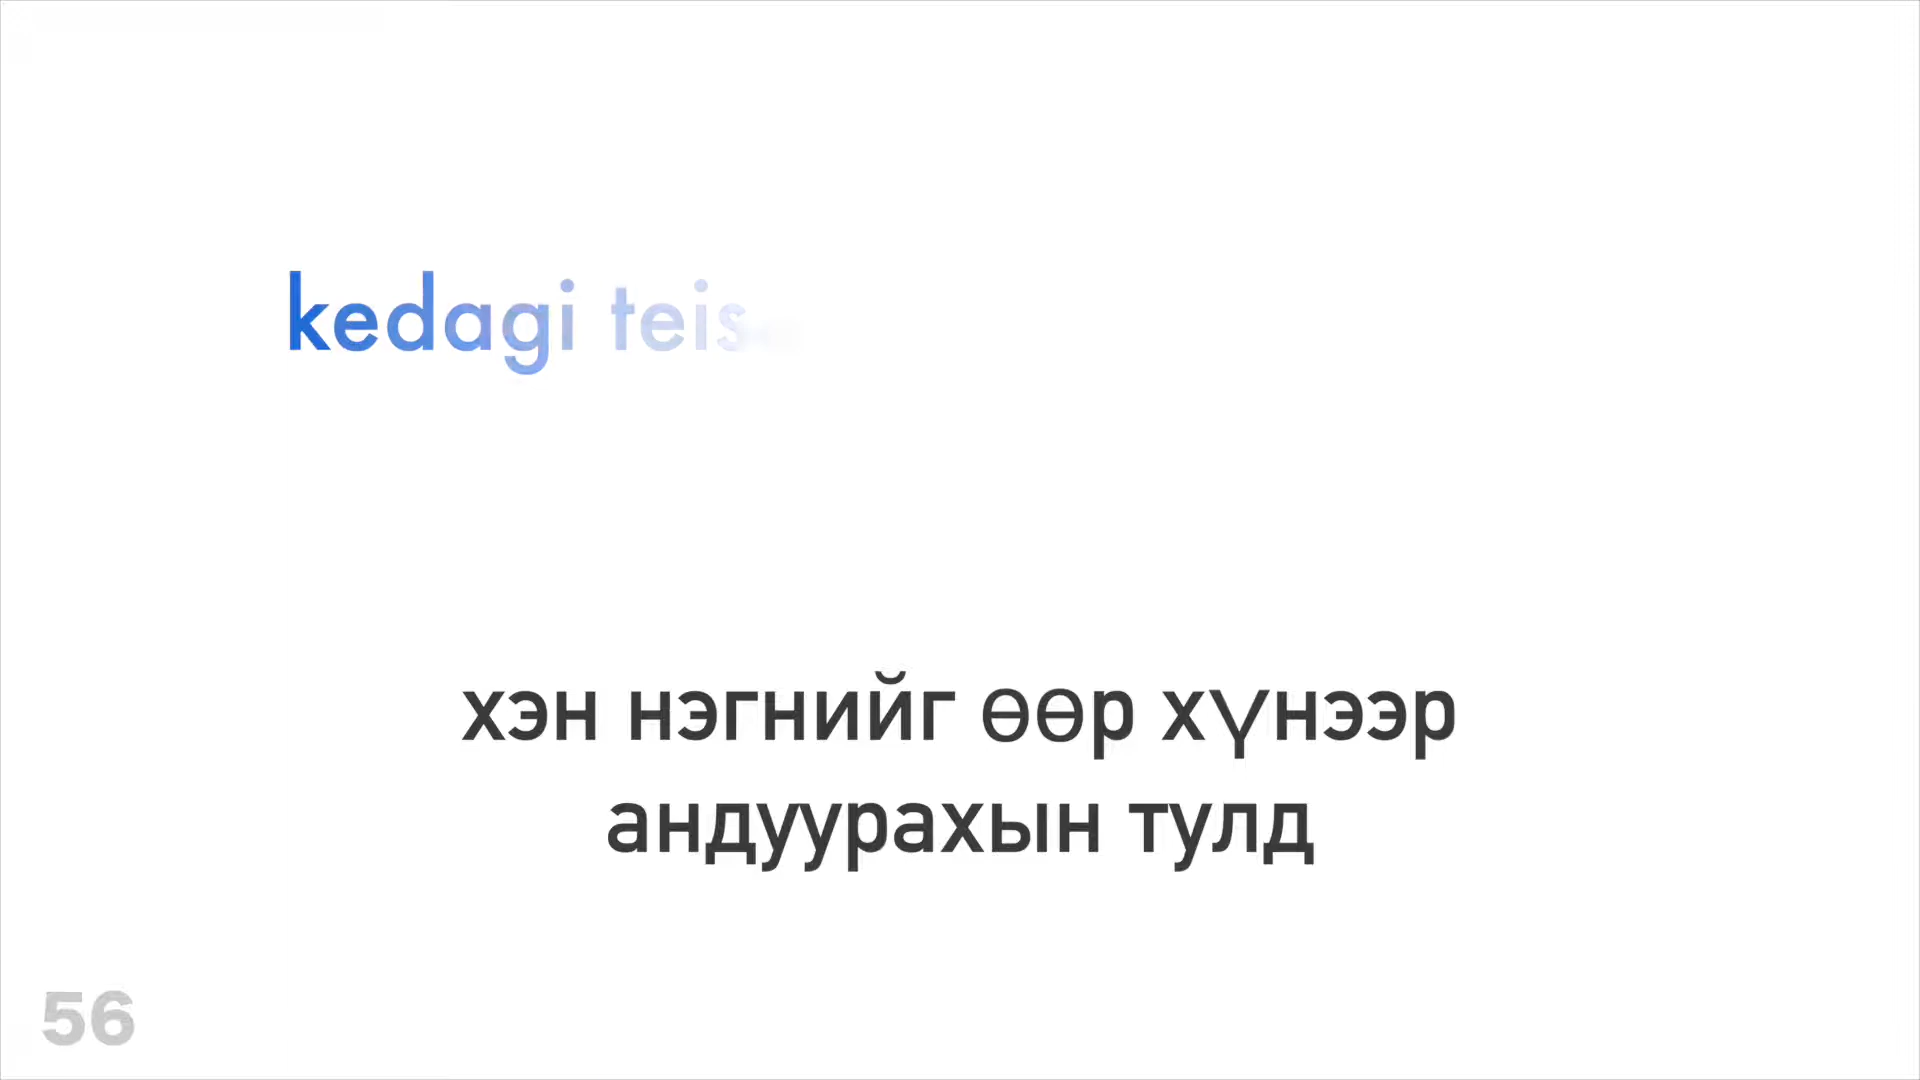 kedagi
хэн нэгнийг өөр хүнээр
андуурахын тулд
56